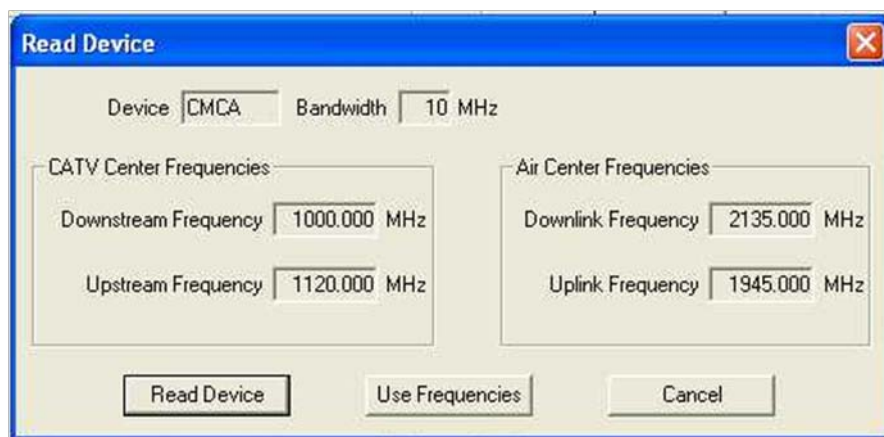 Read Device
Device CMCA Bandwidth 10 MHz
CATV Center Frequencies
Downstream Frequency 1000.000 MHz
Upstream Frequency 1120.000 MHz
Air Center Frequencies
Downlink Frequency 2135.000 MHz
Uplink Frequency 1945.000 MHz
Read Device Use Frequencies Cancel